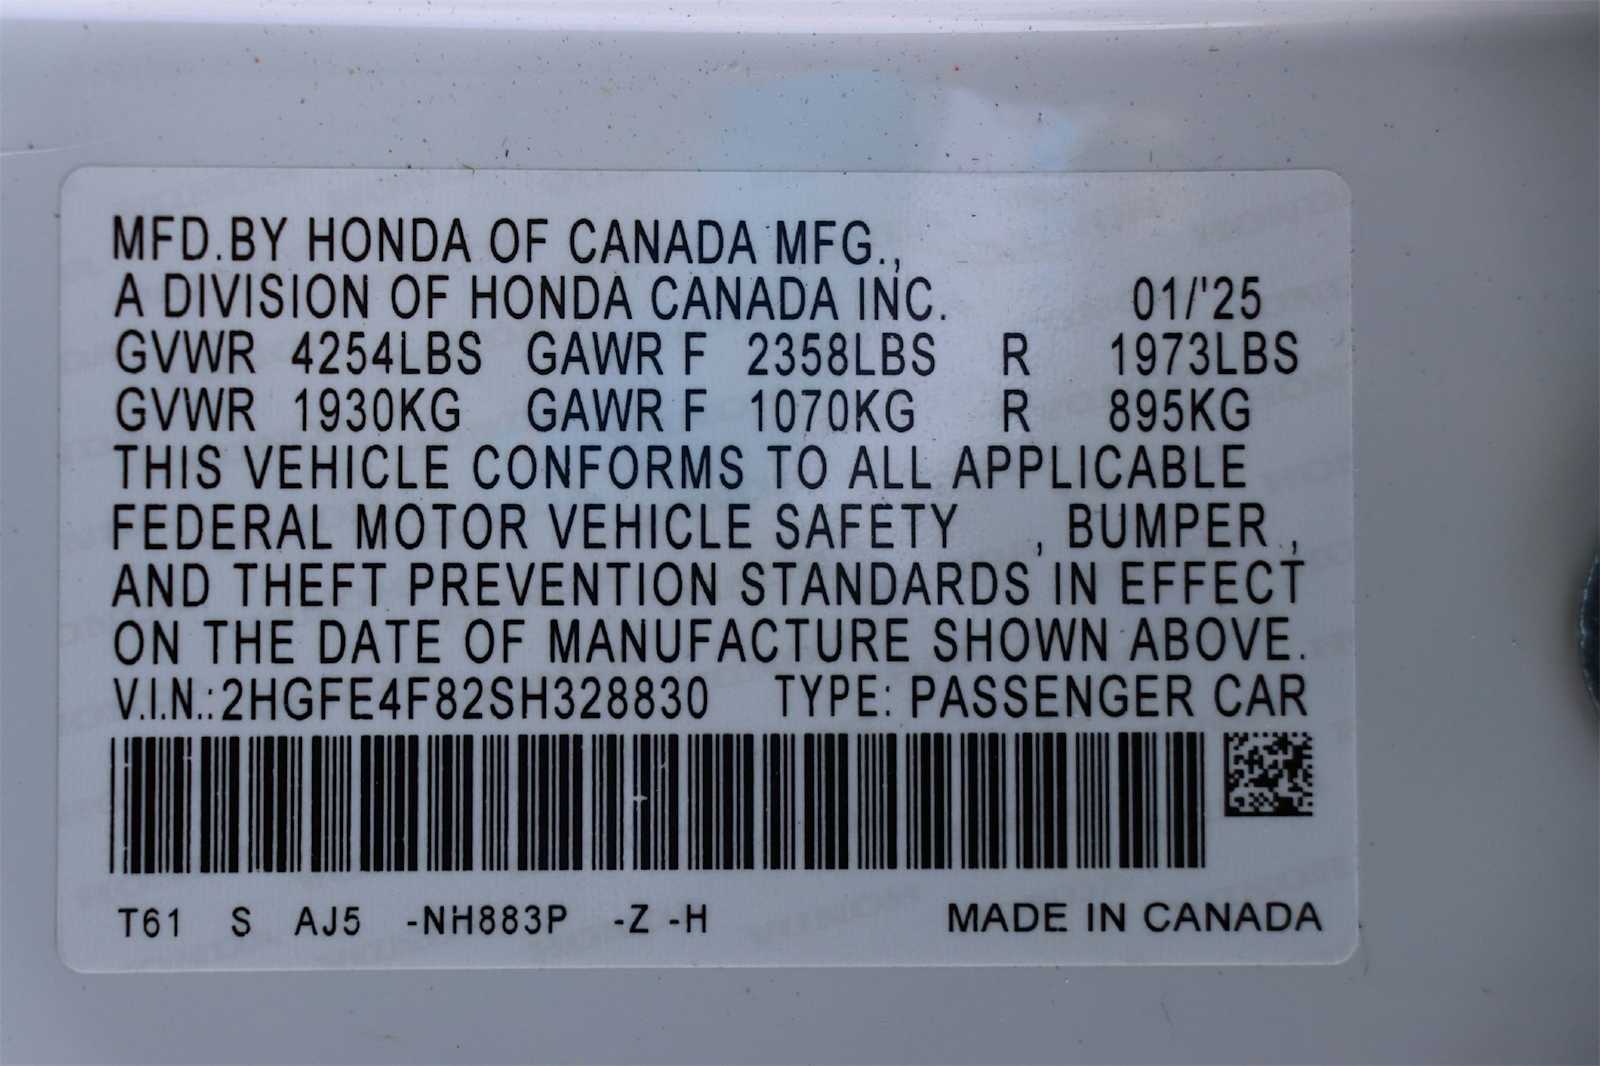 MFD.BY HONDA OF CANADA MFG.,
A DIVISION OF HONDA CANADA INC. 01/'25
GVWR 4254LBS GAWR F 2358LBS R 1973LBS
GVWR 1930KG GAWR F 1070KG R 895KG
THIS VEHICLE CONFORMS TO ALL APPLICABLE
FEDERAL MOTOR VEHICLE SAFETY , BUMPER ,
AND THEFT PREVENTION STANDARDS IN EFFECT
ON THE DATE OF MANUFACTURE SHOWN ABOVE.
V.I.N.:2HGFE4F82SH328830 TYPE: PASSENGER CAR
T61 S AJ5 -NH883P -Z -H MADE IN CANADA